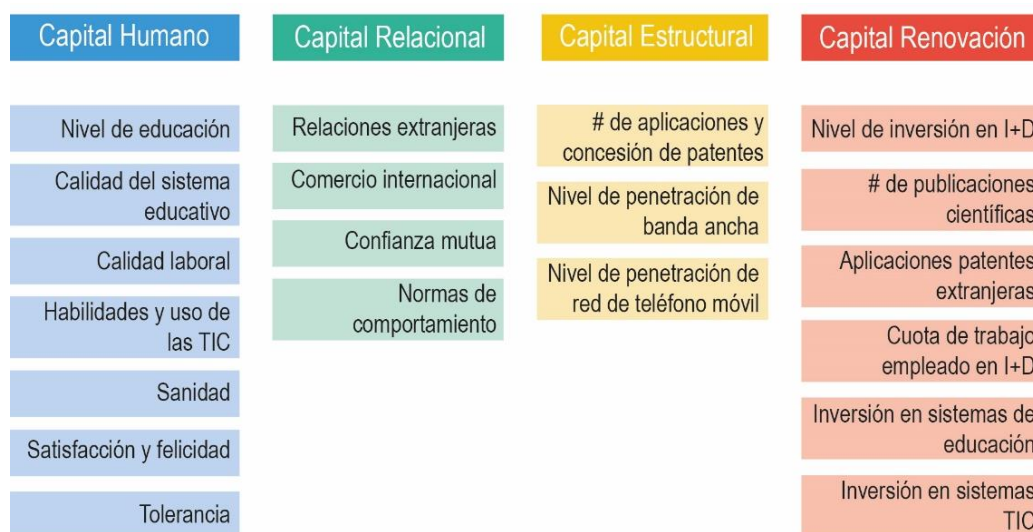 Capital Humano
Nivel de educación
Calidad del sistema
educativo
Calidad laboral
Habilidades y uso de
las TIC
Sanidad
Satisfacción y felicidad
Tolerancia
Capital Relacional
Relaciones extranjeras
Comercio internacional
Confianza mutua
Normas de
comportamiento
Capital Estructural
# de aplicaciones y
concesión de patentes
Nivel de penetración de
banda ancha
Nivel de penetración de
red de teléfono móvil
Capital Renovación
Nivel de inversión en I+D
# de publicaciones
científicas
Aplicaciones patentes
extranjeras
Cuota de trabajo
empleado en I+D
Inversión en sistemas de
educación
Inversión en sistemas
TIC